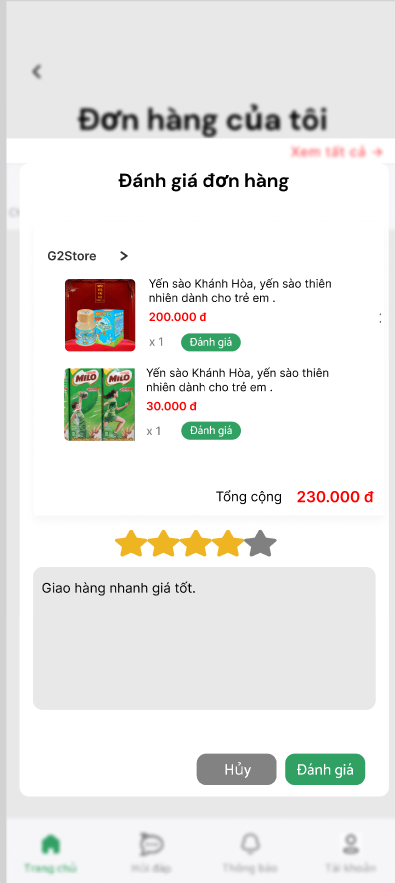 Đơn hàng của tôi
Xem tất cả →
Đánh giá đơn hàng
G2Store >
Yến sào Khánh Hòa, yến sào thiên
nhiên dành cho trẻ em .
200.000 đ
x 1 Đánh giá
MILO MILO
Yến sào Khánh Hòa, yến sào thiên
nhiên dành cho trẻ em .
30.000 đ
x 1 Đánh giá
Tổng cộng 230.000 đ
Giao hàng nhanh giá tốt.
Hủy Đánh giá
Trang chủ Hỏi đáp Thông báo Tài khoản